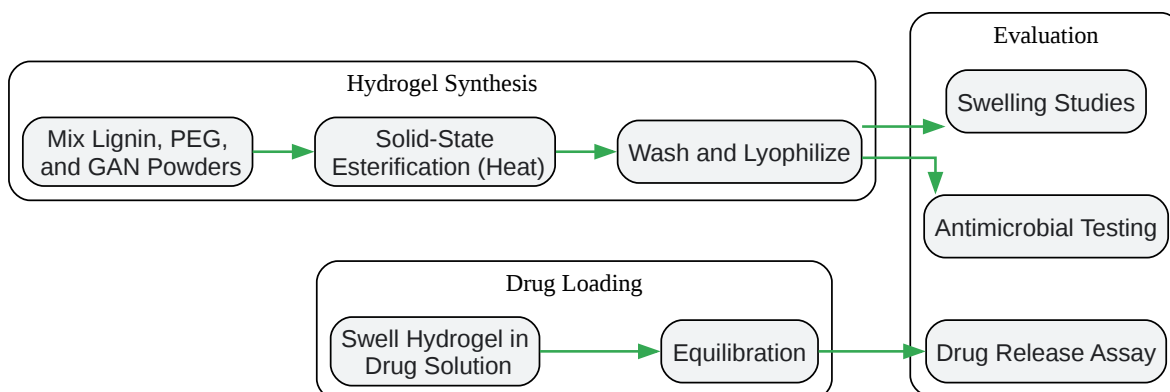 Evaluation
Hydrogel Synthesis
Swelling Studies
Mix Lignin, PEG,
and GAN Powders
Solid-State
Esterification (Heat)
Wash and Lyophilize
Antimicrobial Testing
Drug Loading
Swell Hydrogel in
Drug Solution
Equilibration
Drug Release Assay